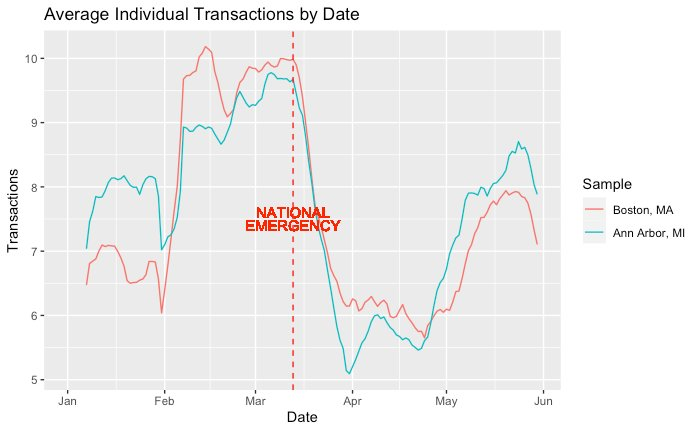 Average Individual Transactions by Date
10
9
8
7
6
5
Transactions
NATIONAL
EMERGENCY
Jan
Feb
Mar
Apr
May
Jun
Date
Sample
Boston, MA
Ann Arbor, MI